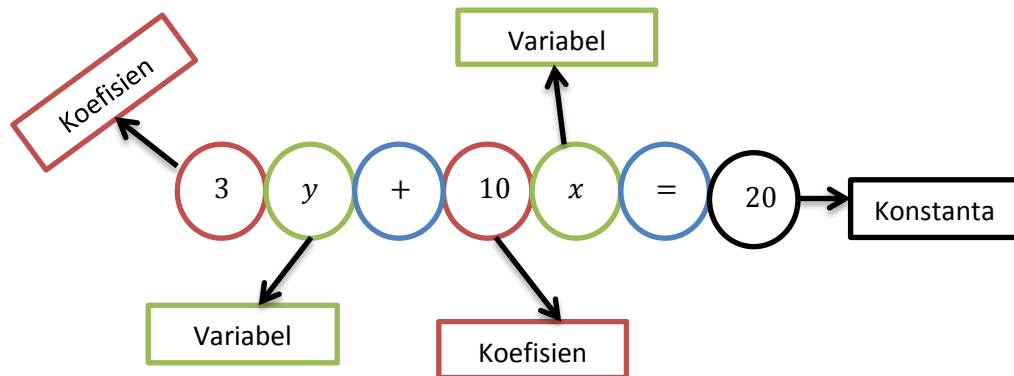 Variabel
Koefisien
3 y + 10 x = 20
Konstanta
Variabel
Koefisien